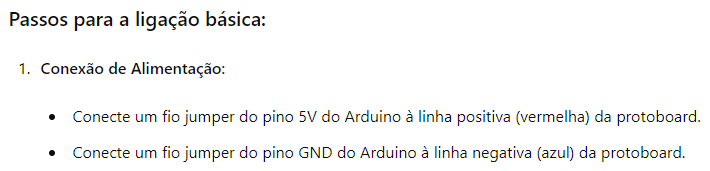 Passos para a ligação básica:
1. Conexão de Alimentação:
• Conecte um fio jumper do pino 5V do Arduino à linha positiva (vermelha) da protoboard.
• Conecte um fio jumper do pino GND do Arduino à linha negativa (azul) da protoboard.